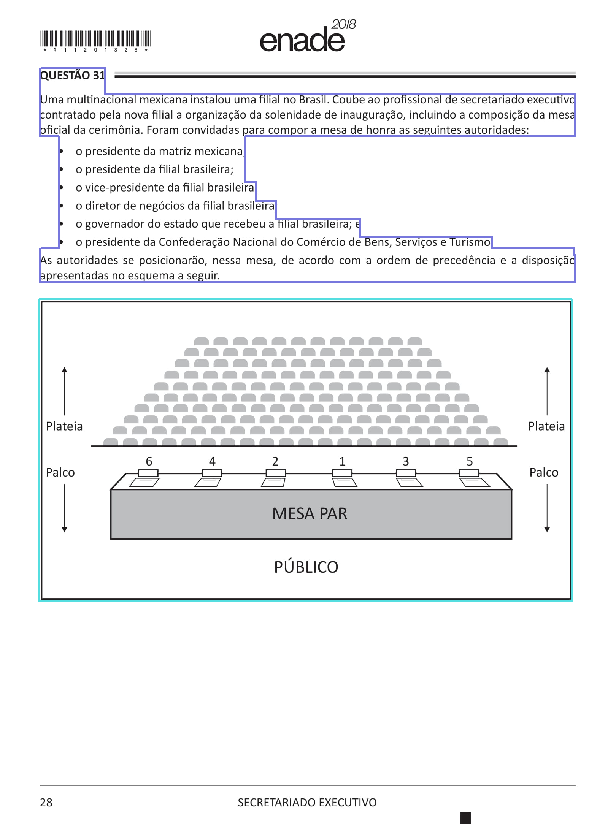 *R1120182​8*
enade2018
QUESTÃO 31
Uma multinacional mexicana instalou uma filial no Brasil. Coube ao profissional de secretariado executivo
contratado pela nova filial a organização da solenidade de inauguração, incluindo a composição da mesa
oficial da cerimônia. Foram convidadas para compor a mesa de honra as seguintes autoridades:
• o presidente da matriz mexicana;
• o presidente da filial brasileira;
• o vice-presidente da filial brasileira;
• o diretor de negócios da filial brasileira;
• o governador do estado que recebeu a filial brasileira; e
• o presidente da Confederação Nacional do Comércio de Bens, Serviços e Turismo.
As autoridades se posicionarão, nessa mesa, de acordo com a ordem de precedência e a disposição
apresentadas no esquema a seguir.
Plateia Plateia
6 4 2 1 3 5
Palco Palco
MESA PAR
PÚBLICO
28 SECRETARIADO EXECUTIVO